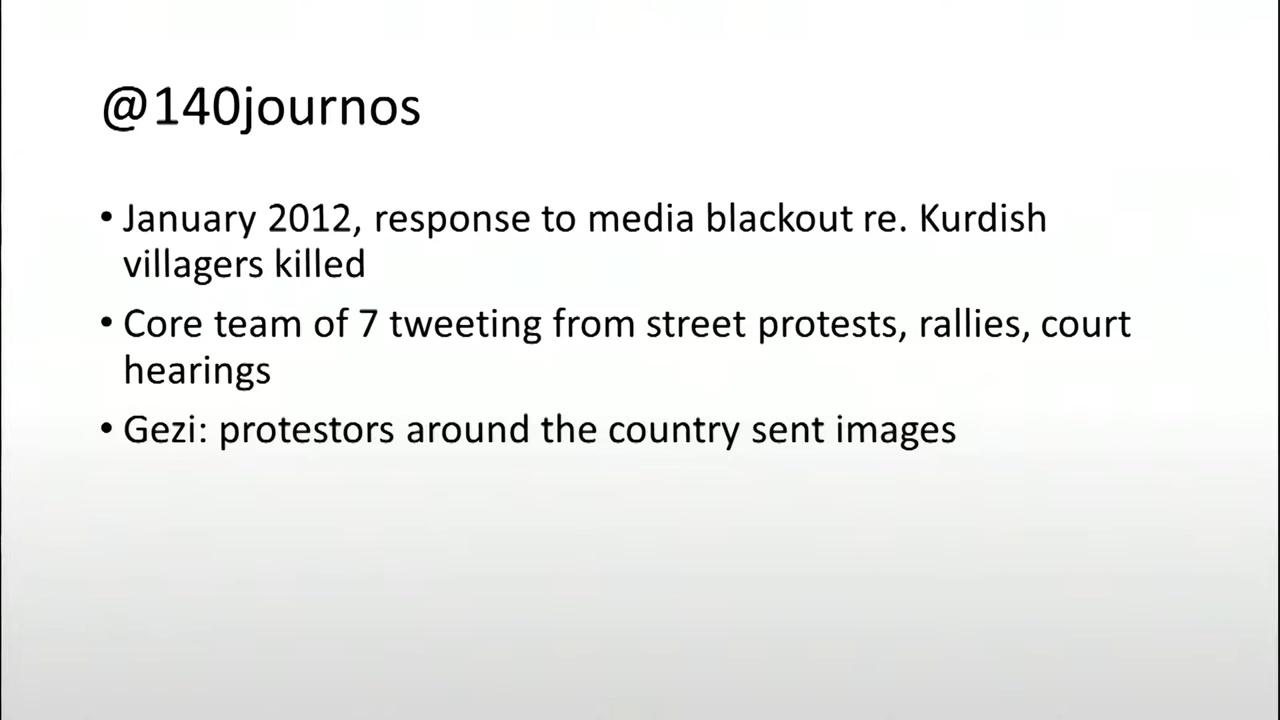 @140journos
• January 2012, response to media blackout re. Kurdish
villagers killed
• Core team of 7 tweeting from street protests, rallies, court
hearings
• Gezi: protestors around the country sent images